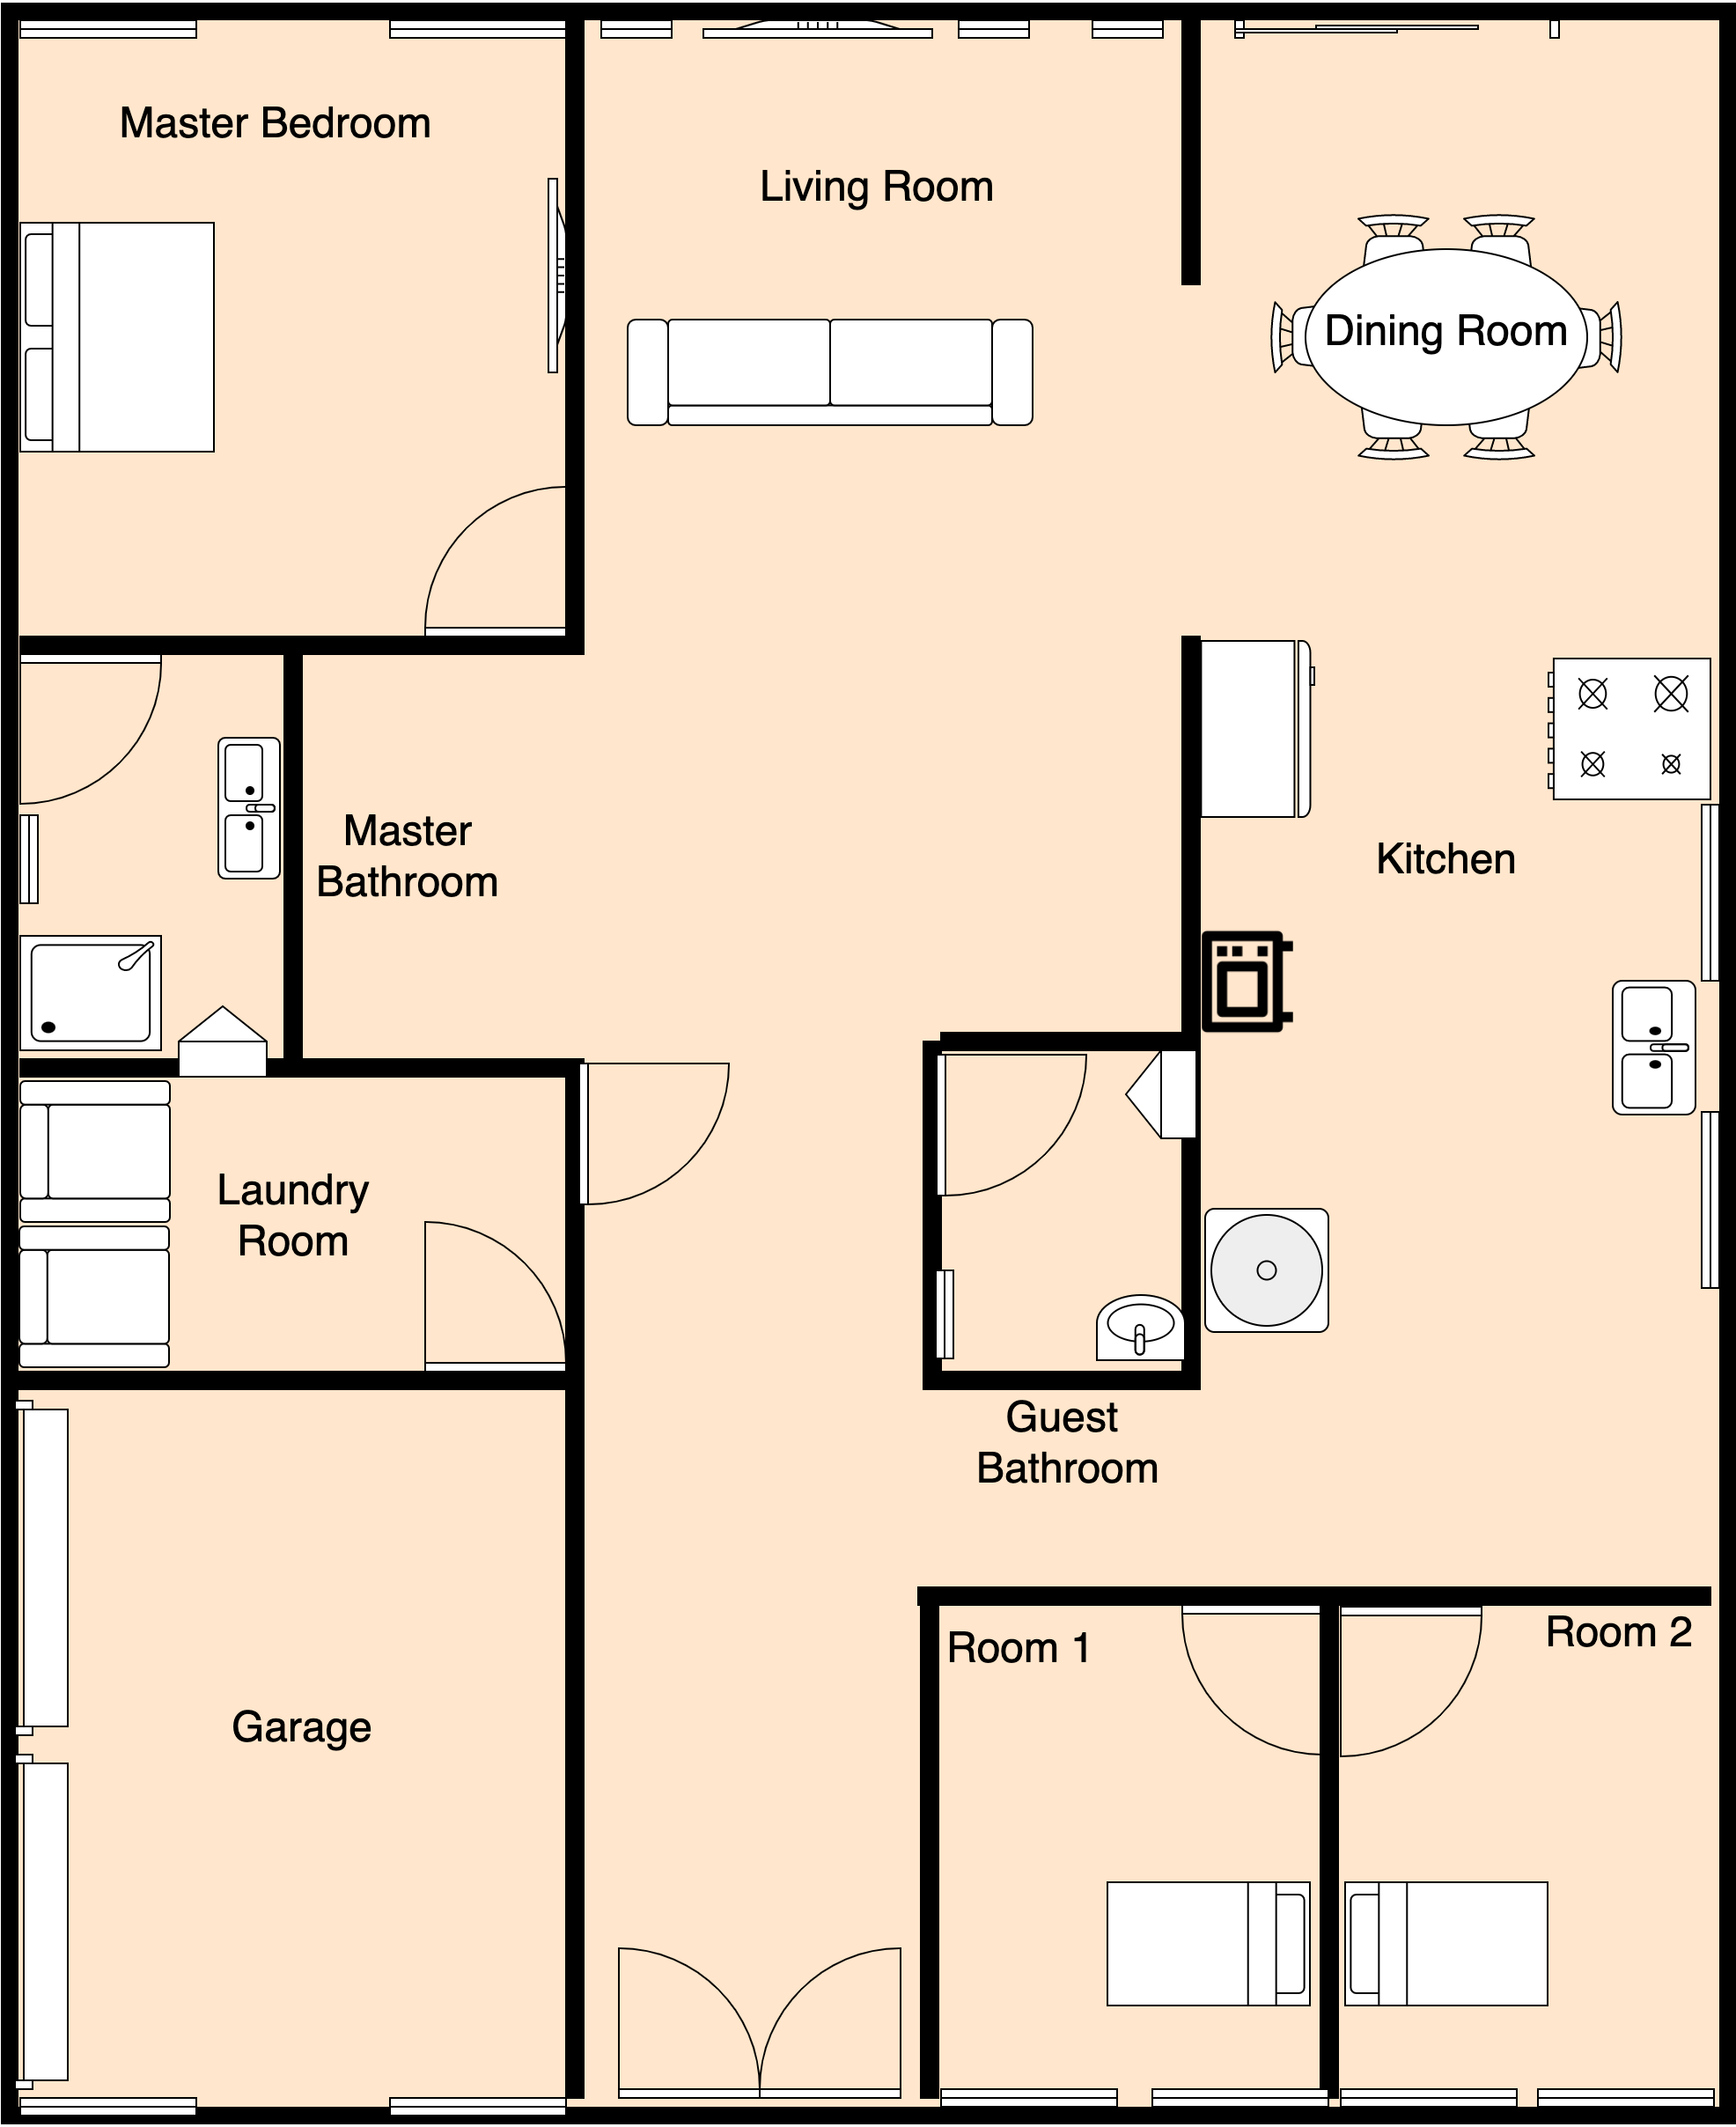 Master Bedroom
Living Room
Dining Room
Master
Bathroom
Kitchen
Laundry
Room
Guest
Bathroom
Room 1
Room 2
Garage